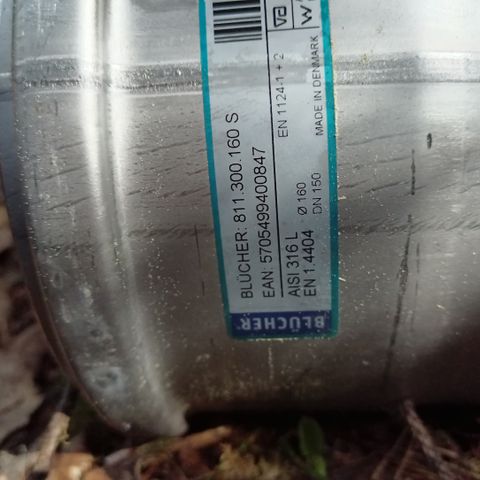 BLÜCHER: 811.300.160 S
EAN: 5705499400847
EN 1124-1 + 2
AISI 316 L
EN 1.4404
Ø 160
DN 150
MADE IN DENMARK
BLÜCHER